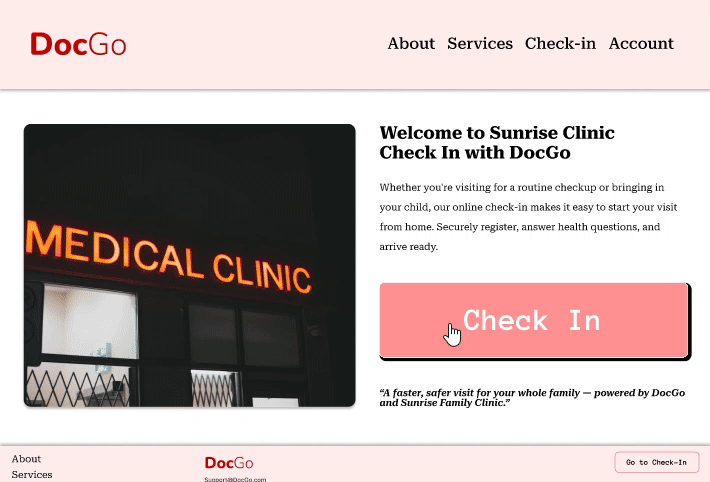 DocGo
About Services Check-in Account
Welcome to Sunrise Clinic
Check In with DocGo
Whether you're visiting for a routine checkup or bringing in
your child, our online check-in makes it easy to start your visit
from home. Securely register, answer health questions, and
arrive ready.
MEDICAL CLINIC
Check In
“A faster, safer visit for your whole family — powered by DocGo
and Sunrise Family Clinic.”
About
Services
DocGo
Support@DocGo.com
Go to Check-In